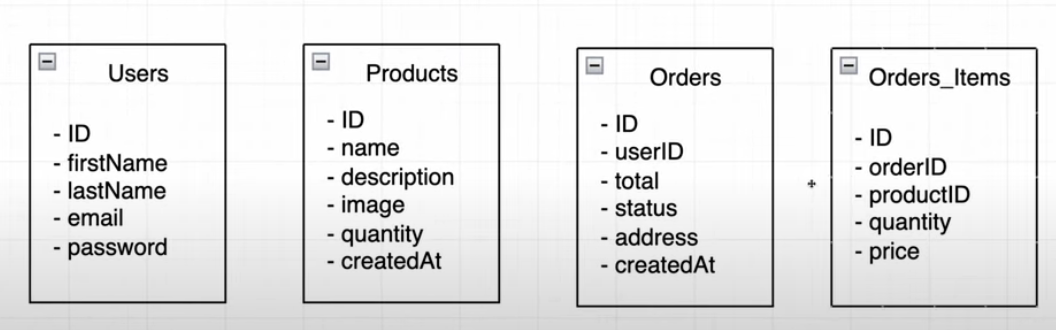 Users
- ID
- firstName
- lastName
- email
- password
Products
- ID
- name
- description
- image
- quantity
- createdAt
Orders
- ID
- userID
- total
- status
- address
- createdAt
Orders_Items
- ID
- orderID
- productID
- quantity
- price